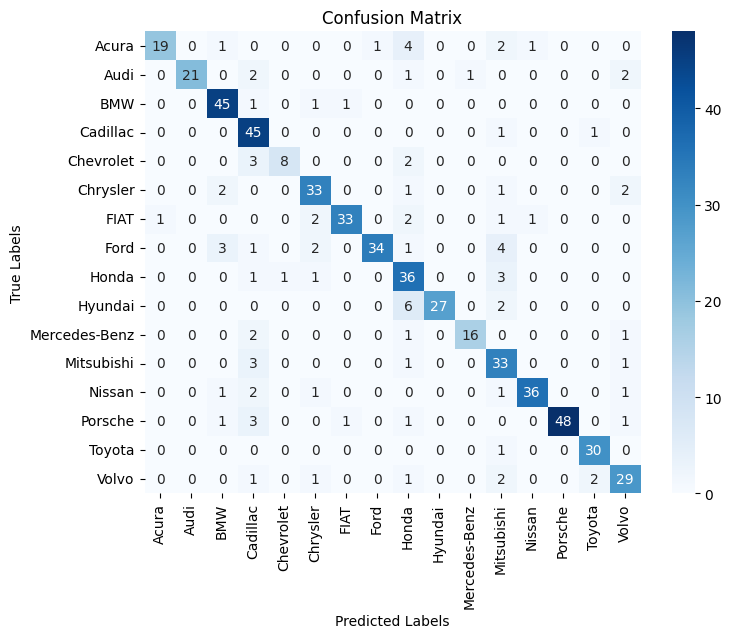 Confusion Matrix
True Labels
Acura 19 0 1 0 0 0 0 1 4 0 0 2 1 0 0 0
Audi 0 21 0 2 0 0 0 0 1 0 1 0 0 0 0 2
BMW 0 0 45 1 0 1 1 0 0 0 0 0 0 0 0 0
Cadillac 0 0 0 45 0 0 0 0 0 0 0 1 0 0 1 0
Chevrolet 0 0 0 3 8 0 0 0 2 0 0 0 0 0 0 0
Chrysler 0 0 2 0 0 33 0 0 1 0 0 1 0 0 0 2
FIAT 1 0 0 0 0 2 33 0 2 0 0 1 1 0 0 0
Ford 0 0 3 1 0 2 0 34 1 0 0 4 0 0 0 0
Honda 0 0 0 1 1 1 0 0 36 0 0 3 0 0 0 0
Hyundai 0 0 0 0 0 0 0 0 6 27 0 2 0 0 0 0
Mercedes-Benz 0 0 0 2 0 0 0 0 1 0 16 0 0 0 0 1
Mitsubishi 0 0 0 3 0 0 0 0 1 0 0 33 0 0 0 1
Nissan 0 0 1 2 0 1 0 0 0 0 0 1 36 0 0 1
Porsche 0 0 1 3 0 0 1 0 1 0 0 0 0 48 0 1
Toyota 0 0 0 0 0 0 0 0 0 0 0 1 0 0 30 0
Volvo 0 0 0 1 0 1 0 0 1 0 0 2 0 0 2 29
Acura Audi BMW Cadillac Chevrolet Chrysler FIAT Ford Honda Hyundai Mercedes-Benz Mitsubishi Nissan Porsche Toyota Volvo
Predicted Labels
40
30
20
10
0